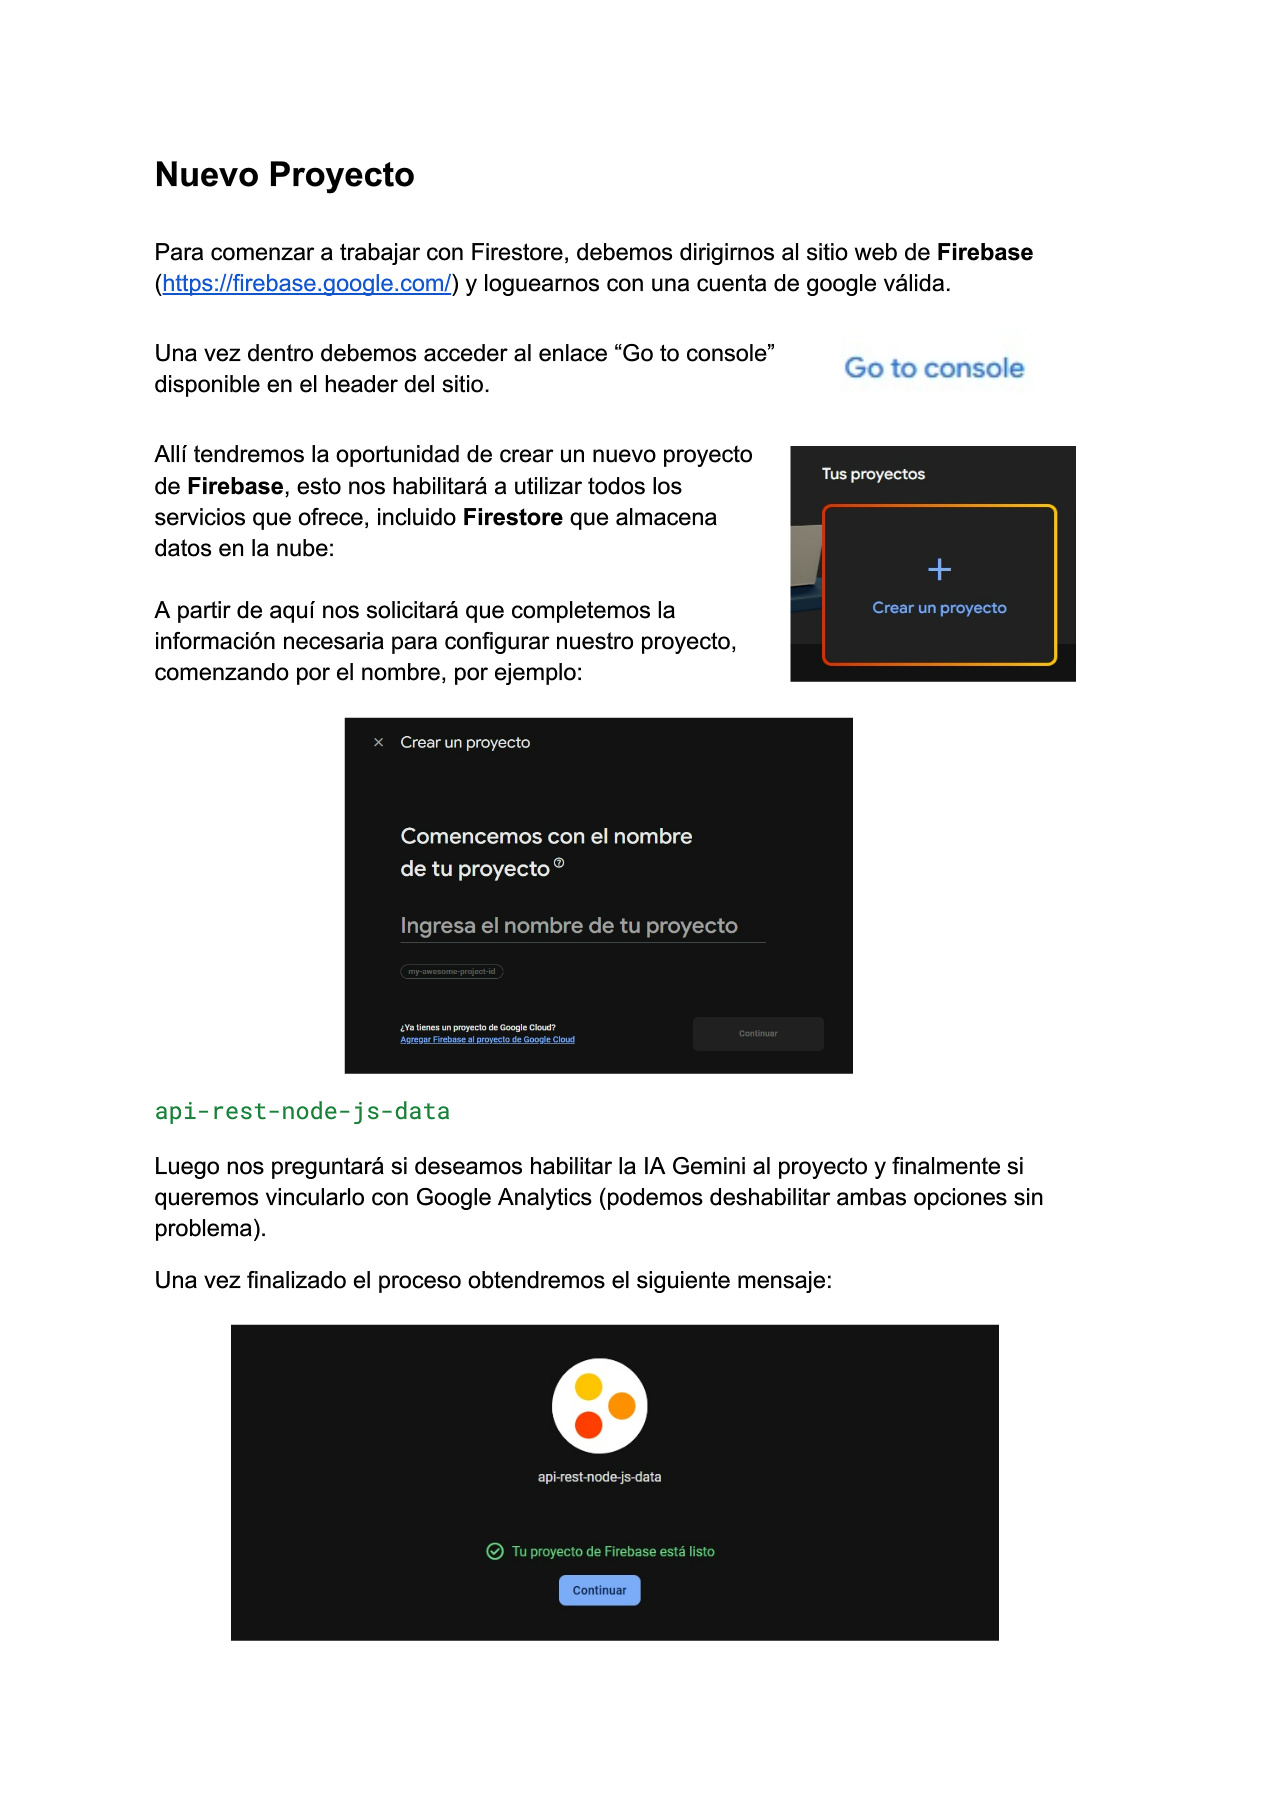 Nuevo Proyecto
Para comenzar a trabajar con Firestore, debemos dirigirnos al sitio web de Firebase
(https://firebase.google.com/) y loguearnos con una cuenta de google válida.
Una vez dentro debemos acceder al enlace “Go to console”
disponible en el header del sitio.
Go to console
Allí tendremos la oportunidad de crear un nuevo proyecto
de Firebase, esto nos habilitará a utilizar todos los
servicios que ofrece, incluido Firestore que almacena
datos en la nube:
Tus proyectos
+
Crear un proyecto
A partir de aquí nos solicitará que completemos la
información necesaria para configurar nuestro proyecto,
comenzando por el nombre, por ejemplo:
× Crear un proyecto
Comencemos con el nombre
de tu proyecto ?
Ingresa el nombre de tu proyecto
my-awesome-project-id
¿Ya tienes un proyecto de Google Cloud?
Agregar Firebase al proyecto de Google Cloud
Continuar
api-rest-node-js-data
Luego nos preguntará si deseamos habilitar la IA Gemini al proyecto y finalmente si
queremos vincularlo con Google Analytics (podemos deshabilitar ambas opciones sin
problema).
Una vez finalizado el proceso obtendremos el siguiente mensaje:
api-rest-node-js-data
Tu proyecto de Firebase está listo
Continuar